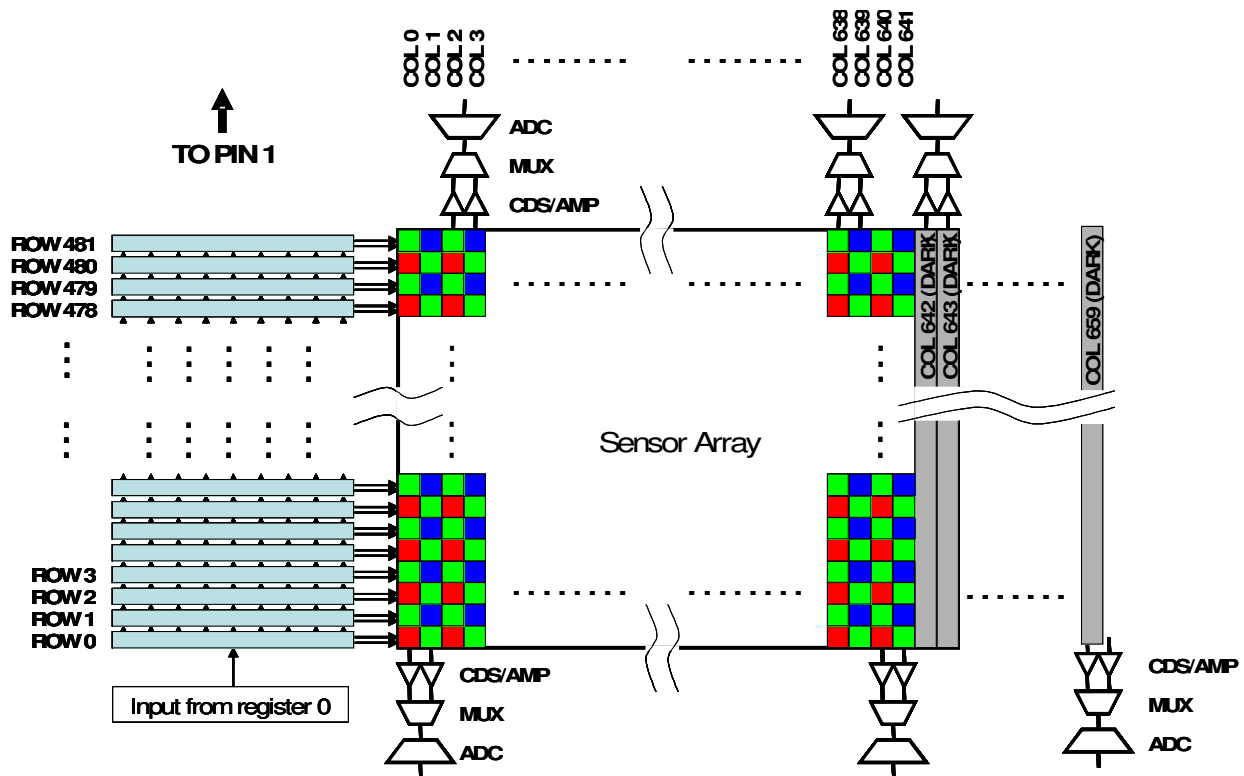 COL 0
COL 1
COL 2
COL 3
COL 638
COL 639
COL 640
COL 641
TO PIN 1
ADC
MUX
CDS/AMP
ROW 481
ROW 480
ROW 479
ROW 478
COL 642 (DARK)
COL 643 (DARK
COL 659 (DARK)
Sensor Array
ROW 3
ROW 2
ROW 1
ROW 0
Input from register 0
CDS/AMP
MUX
ADC
CDS/AMP
MUX
ADC